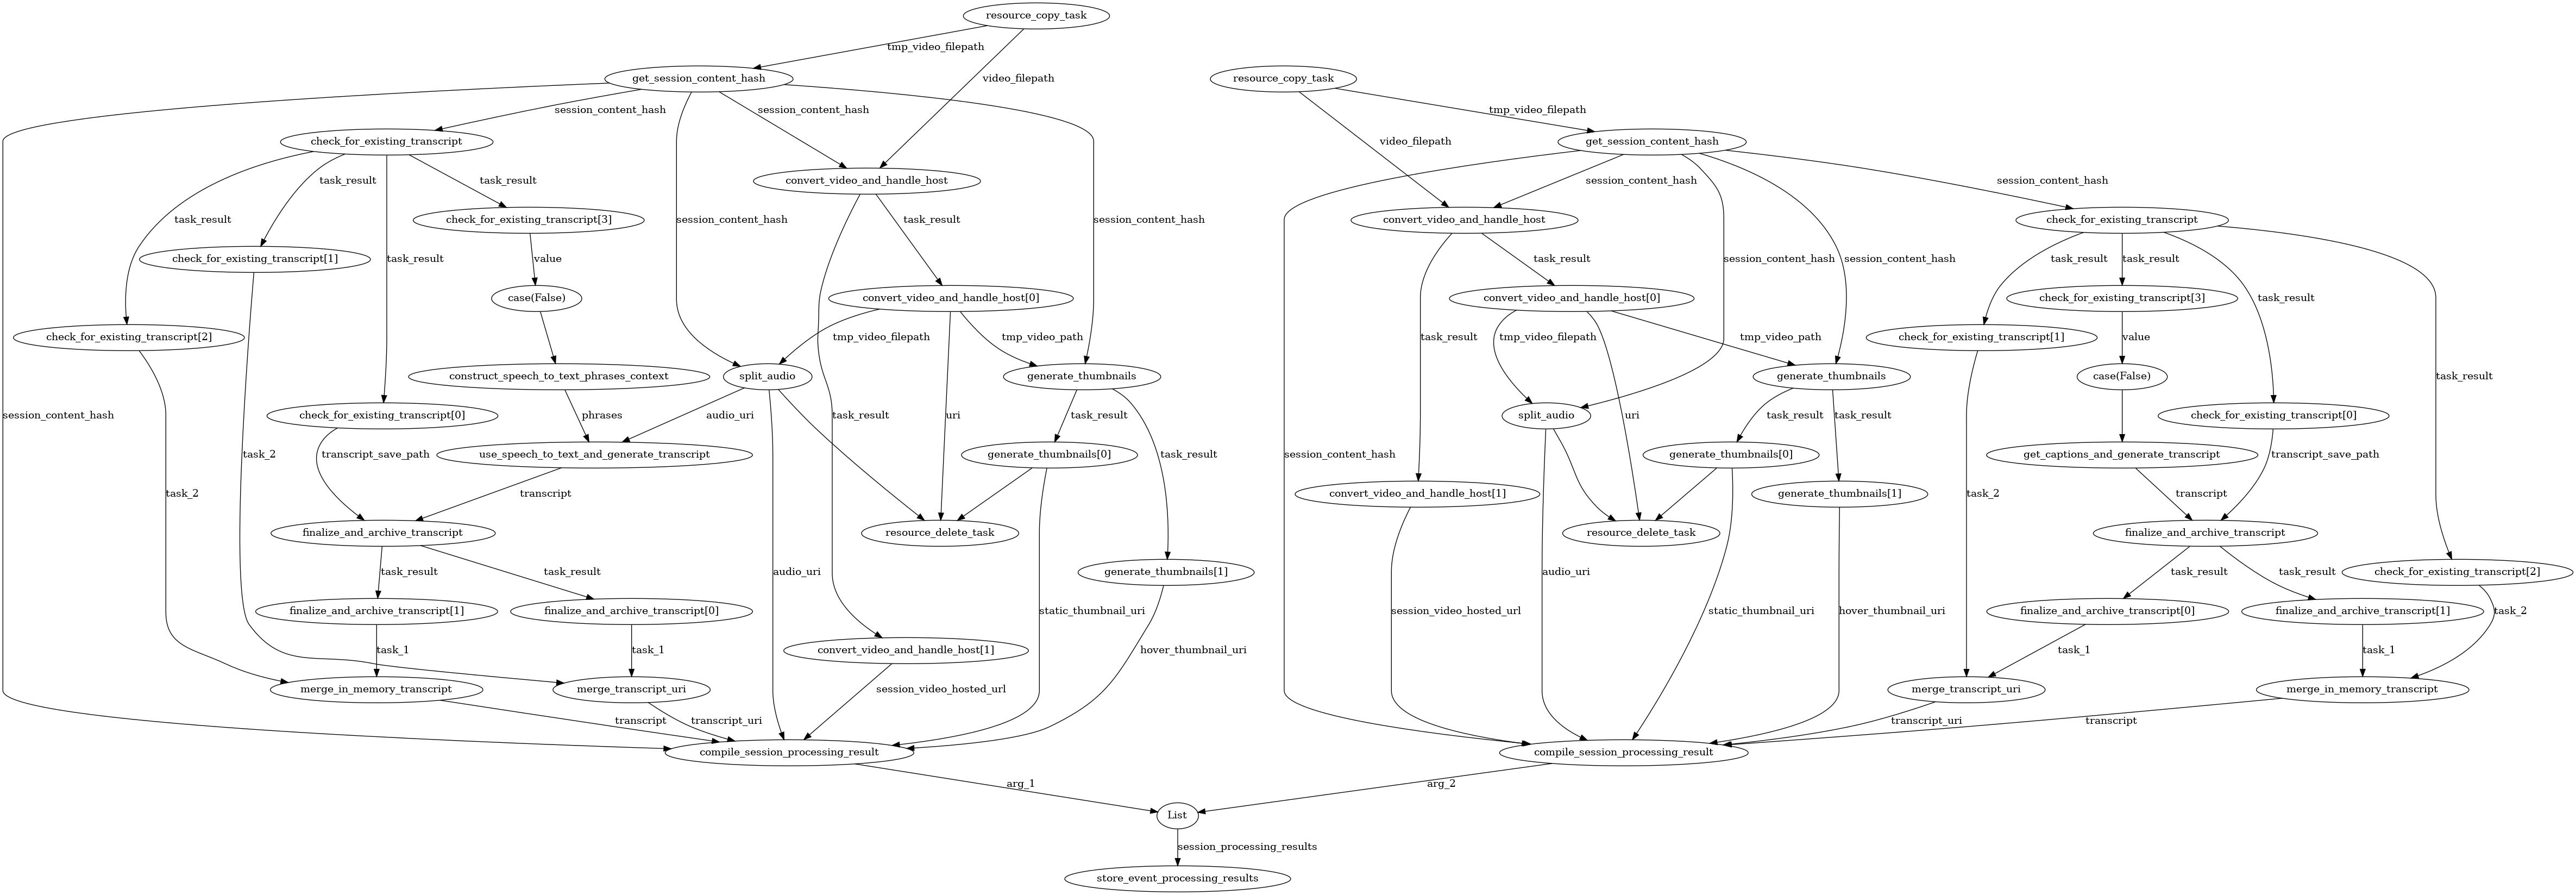 resource_copy_task
tmp_video_filepath
get_session_content_hash
video_filepath
resource_copy_task
session_content_hash
session_content_hash
tmp_video_filepath
check_for_existing_transcript
video_filepath
get_session_content_hash
task_result
task_result
convert_video_and_handle_host
session_content_hash
session_content_hash
task_result
session_content_hash
task_result
session_content_hash
check_for_existing_transcript[3]
convert_video_and_handle_host
check_for_existing_transcript
check_for_existing_transcript[1]
task_result
value
task_result
session_content_hash
session_content_hash
task_result
task_result
case(False)
convert_video_and_handle_host[0]
convert_video_and_handle_host[0]
check_for_existing_transcript[3]
task_result
check_for_existing_transcript[2]
tmp_video_filepath
tmp_video_path
task_result
tmp_video_filepath
tmp_video_path
check_for_existing_transcript[1]
value
construct_speech_to_text_phrases_context
split_audio
generate_thumbnails
generate_thumbnails
case(False)
task_result
session_content_hash
check_for_existing_transcript[0]
phrases
audio_uri
task_result
uri
task_result
split_audio
uri
task_result
task_result
check_for_existing_transcript[0]
task_2
transcript_save_path
use_speech_to_text_and_generate_transcript
generate_thumbnails[0]
task_result
session_content_hash
generate_thumbnails[0]
get_captions_and_generate_transcript
transcript_save_path
task_2
transcript
convert_video_and_handle_host[1]
generate_thumbnails[1]
task_2
transcript
finalize_and_archive_transcript
resource_delete_task
resource_delete_task
finalize_and_archive_transcript
task_result
task_result
audio_uri
generate_thumbnails[1]
audio_uri
task_result
task_result
check_for_existing_transcript[2]
finalize_and_archive_transcript[1]
finalize_and_archive_transcript[0]
static_thumbnail_uri
session_video_hosted_url
static_thumbnail_uri
hover_thumbnail_uri
finalize_and_archive_transcript[0]
finalize_and_archive_transcript[1]
task_2
task_1
task_1
convert_video_and_handle_host[1]
hover_thumbnail_uri
task_1
task_1
merge_in_memory_transcript
merge_transcript_uri
session_video_hosted_url
merge_transcript_uri
merge_in_memory_transcript
transcript
transcript_uri
transcript_uri
transcript
compile_session_processing_result
compile_session_processing_result
arg_1
arg_2
List
session_processing_results
store_event_processing_results